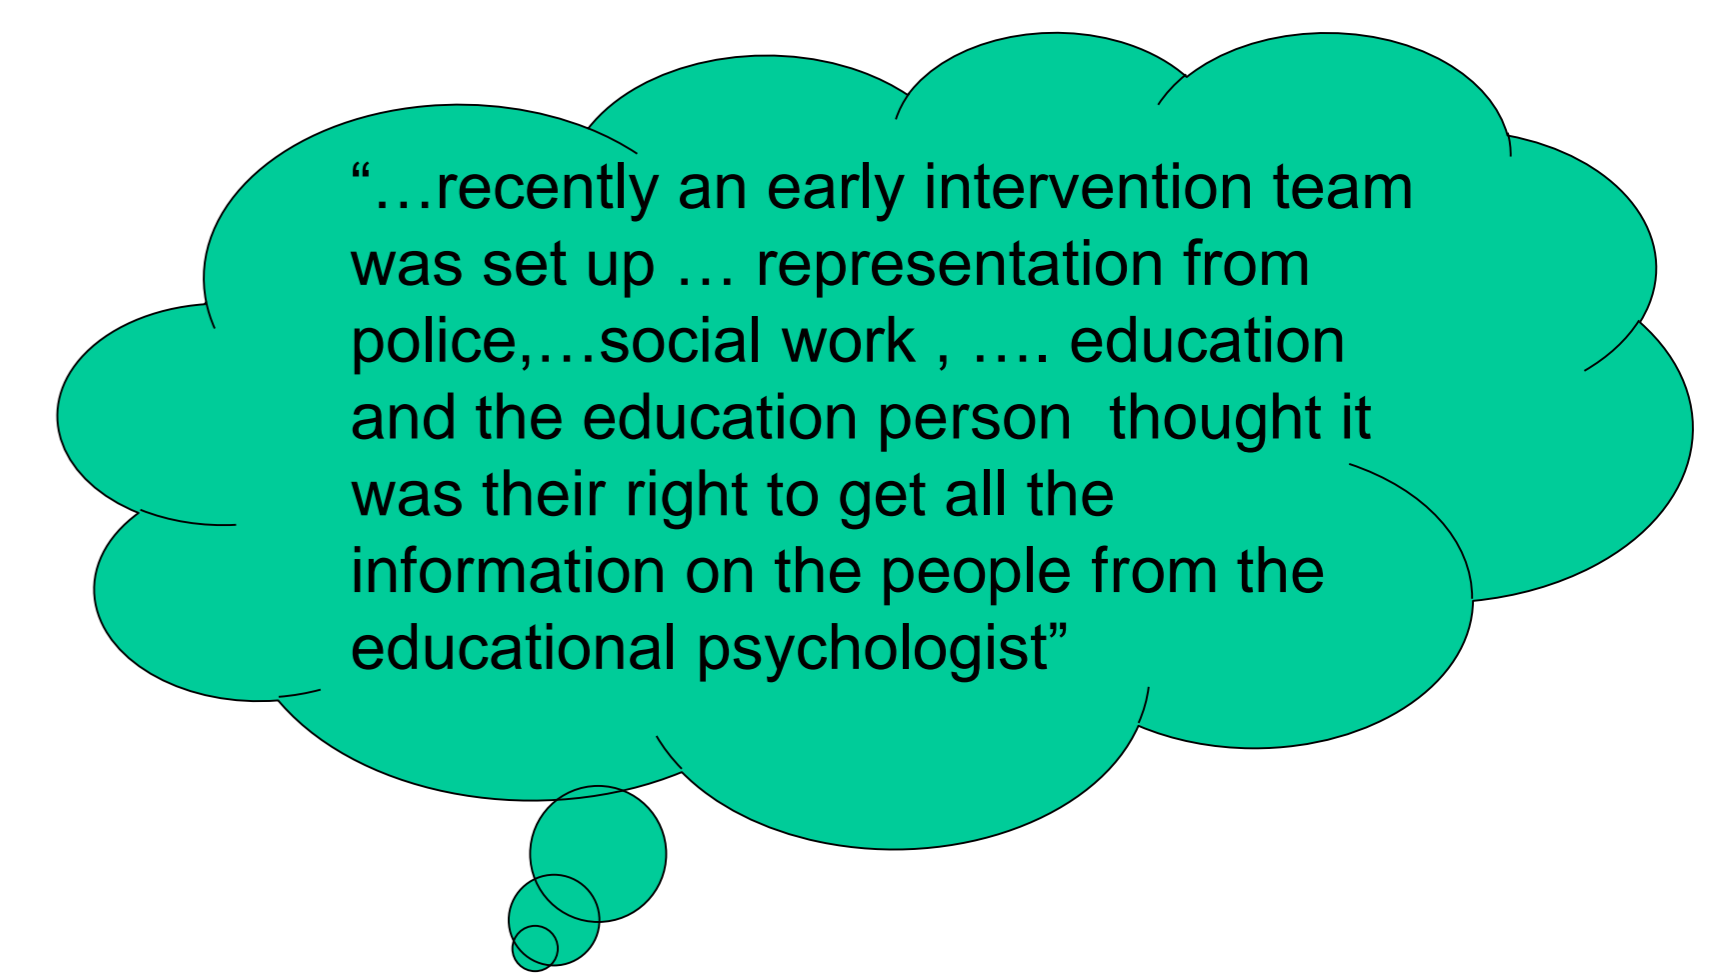 “…recently an early intervention team
was set up … representation from
police,…social work , …. education
and the education person  thought it
was their right to get all the
information on the people from the
educational psychologist”